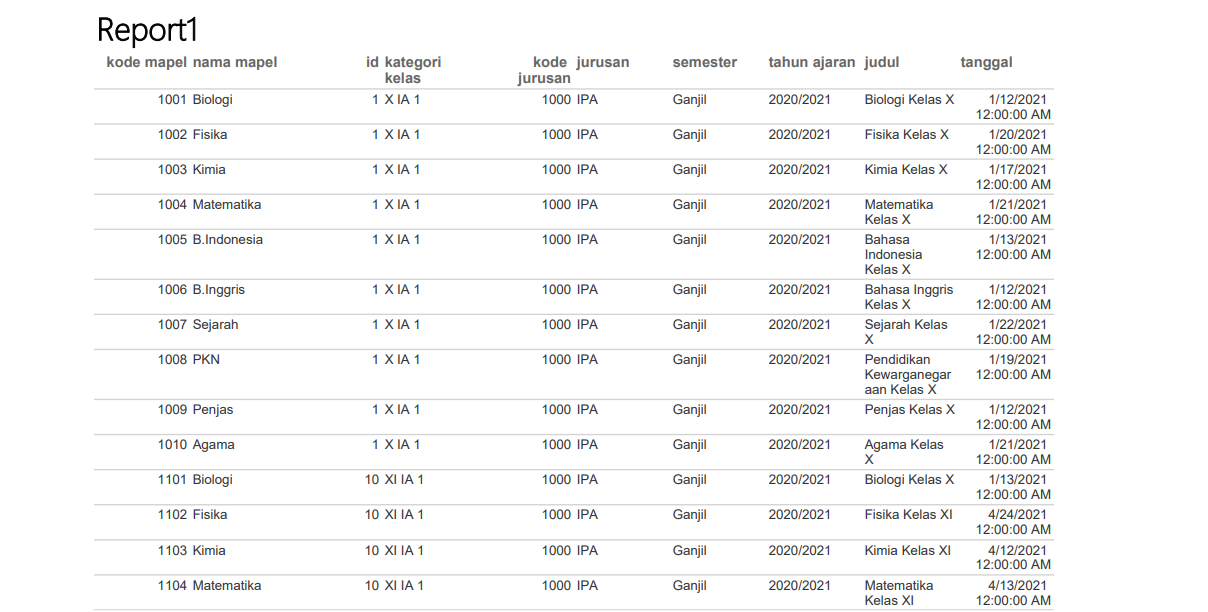 Report1
kode mapel nama mapel id kategori kode jurusan semester tahun ajaran judul tanggal
kelas jurusan
1001 Biologi 1 X IA 1 1000 IPA Ganjil 2020/2021 Biologi Kelas X 1/12/2021
12:00:00 AM
1002 Fisika 1 X IA 1 1000 IPA Ganjil 2020/2021 Fisika Kelas X 1/20/2021
12:00:00 AM
1003 Kimia 1 X IA 1 1000 IPA Ganjil 2020/2021 Kimia Kelas X 1/17/2021
12:00:00 AM
1004 Matematika 1 X IA 1 1000 IPA Ganjil 2020/2021 Matematika 1/21/2021
Kelas X 12:00:00 AM
1005 B.Indonesia 1 X IA 1 1000 IPA Ganjil 2020/2021 Bahasa 1/13/2021
Indonesia 12:00:00 AM
Kelas X
1006 B.Inggris 1 X IA 1 1000 IPA Ganjil 2020/2021 Bahasa Inggris 1/12/2021
Kelas X 12:00:00 AM
1007 Sejarah 1 X IA 1 1000 IPA Ganjil 2020/2021 Sejarah Kelas 1/22/2021
X 12:00:00 AM
1008 PKN 1 X IA 1 1000 IPA Ganjil 2020/2021 Pendidikan 1/19/2021
Kewarganegar 12:00:00 AM
aan Kelas X
1009 Penjas 1 X IA 1 1000 IPA Ganjil 2020/2021 Penjas Kelas X 1/12/2021
12:00:00 AM
1010 Agama 1 X IA 1 1000 IPA Ganjil 2020/2021 Agama Kelas 1/21/2021
X 12:00:00 AM
1101 Biologi 10 XI IA 1 1000 IPA Ganjil 2020/2021 Biologi Kelas X 1/13/2021
12:00:00 AM
1102 Fisika 10 XI IA 1 1000 IPA Ganjil 2020/2021 Fisika Kelas XI 4/24/2021
12:00:00 AM
1103 Kimia 10 XI IA 1 1000 IPA Ganjil 2020/2021 Kimia Kelas XI 4/12/2021
12:00:00 AM
1104 Matematika 10 XI IA 1 1000 IPA Ganjil 2020/2021 Matematika 4/13/2021
Kelas XI 12:00:00 AM